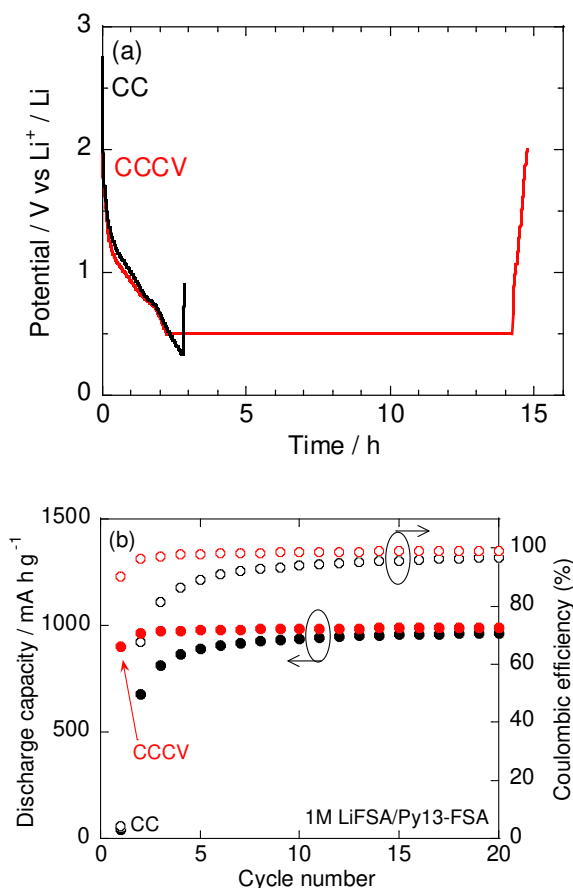 (a)
CC
CCCV
3
2
1
0
Potential / V vs Li⁺ / Li
0 5 10 15
Time / h
(b)
1500
1000
500
0
Discharge capacity / mA h g⁻¹
100
80
60
40
20
0
Coulombic efficiency (%)
CCCV
CC
1M LiFSA/Py13-FSA
0 5 10 15 20
Cycle number